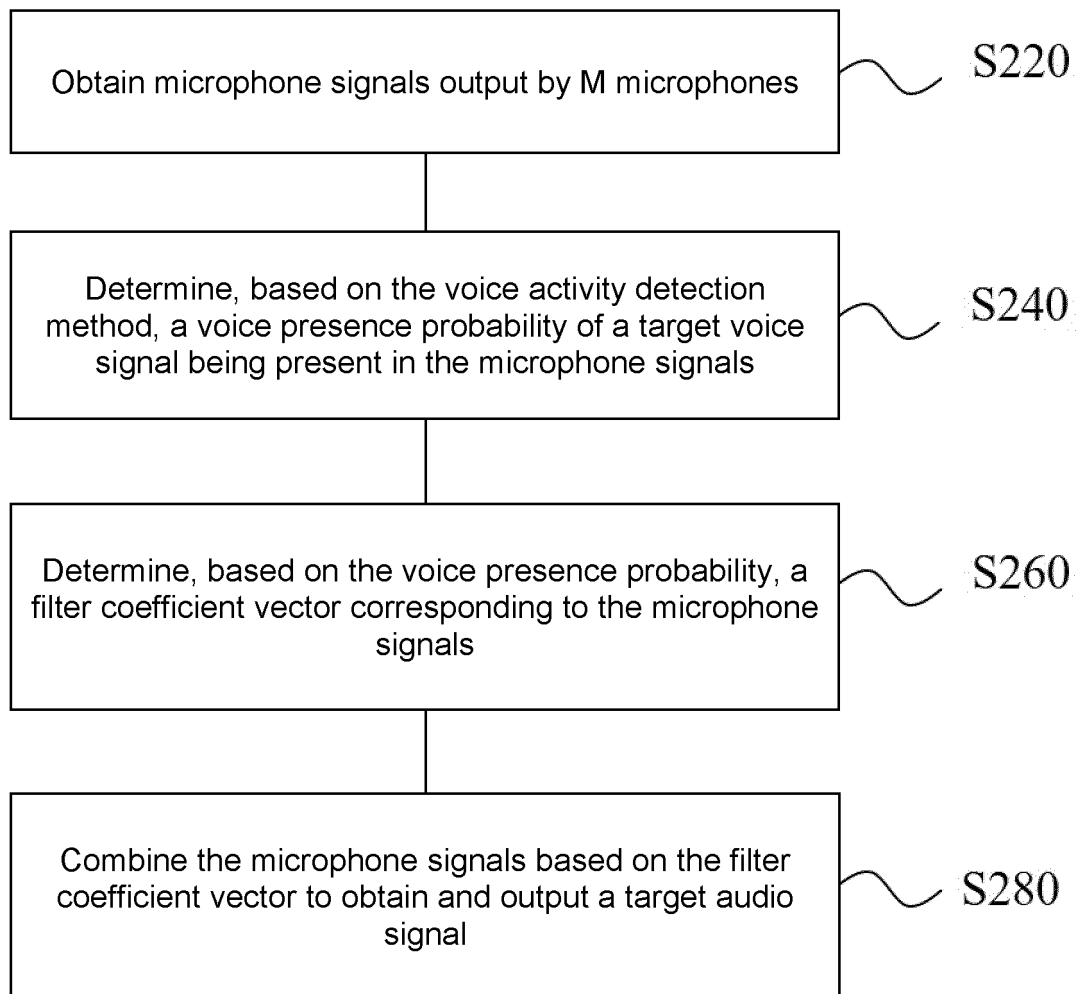 Obtain microphone signals output by M microphones
S220
Determine, based on the voice activity detection
method, a voice presence probability of a target voice
signal being present in the microphone signals
S240
Determine, based on the voice presence probability, a
filter coefficient vector corresponding to the microphone
signals
S260
Combine the microphone signals based on the filter
coefficient vector to obtain and output a target audio
signal
S280